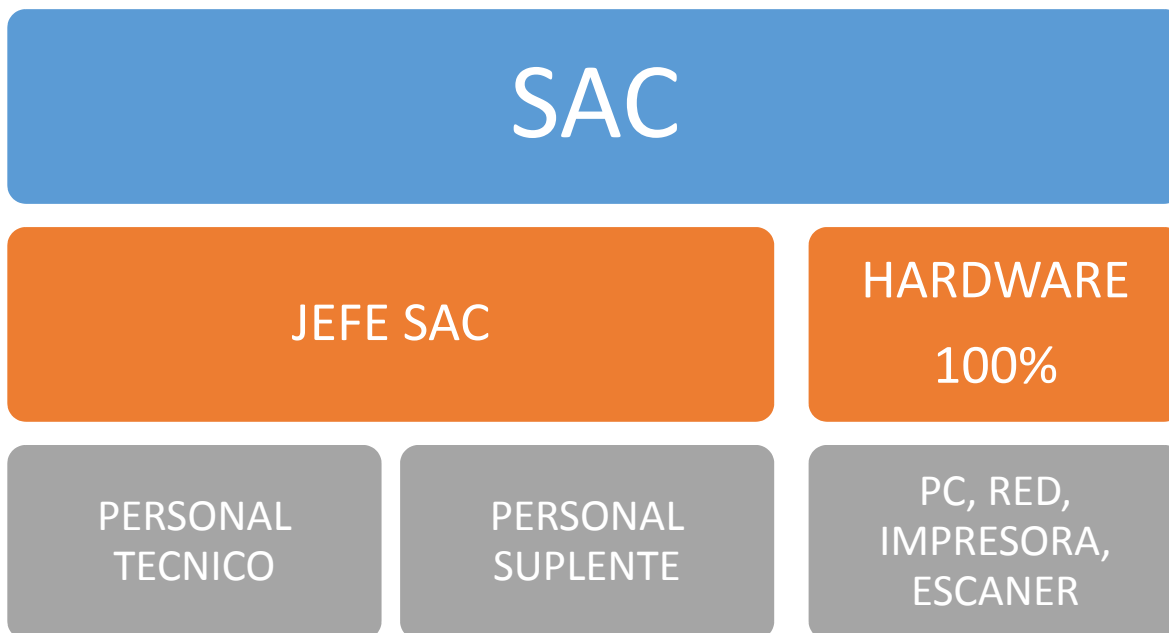 SAC
JEFE SAC
HARDWARE
100%
PERSONAL
TECNICO
PERSONAL
SUPLENTE
PC, RED,
IMPRESORA,
ESCANER